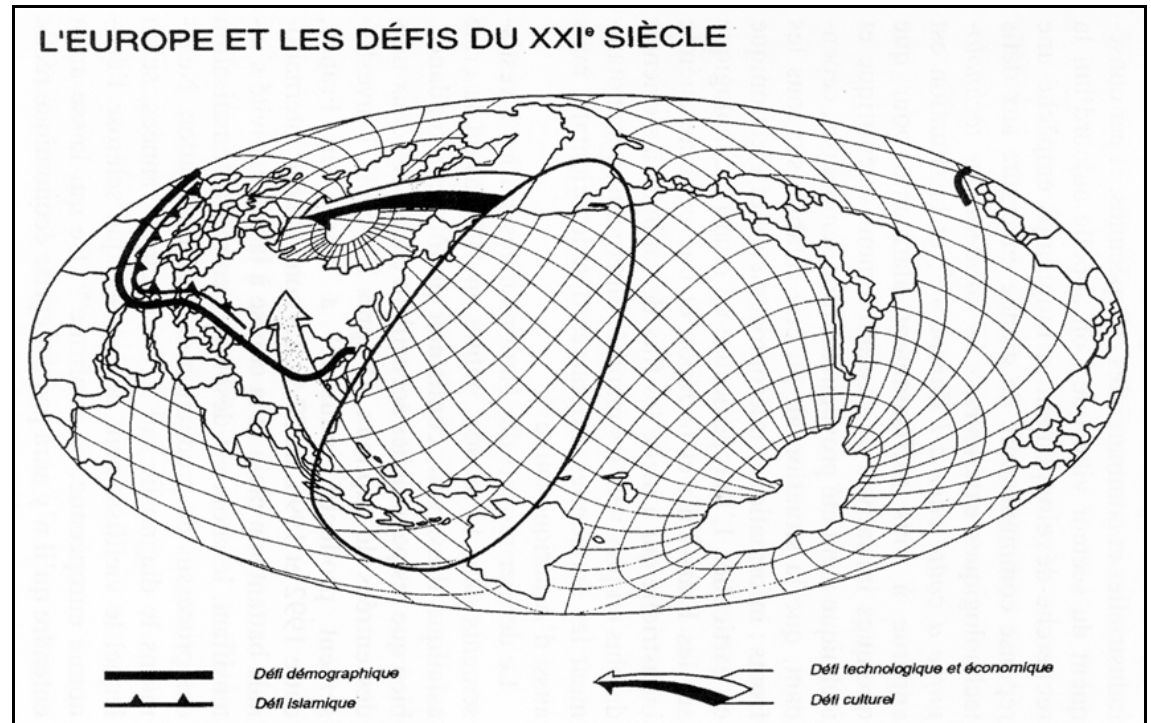 L'EUROPE ET LES DÉFIS DU XXIᵉ SIÈCLE
Défi démographique
Défi islamique
Défi technologique et économique
Défi culturel